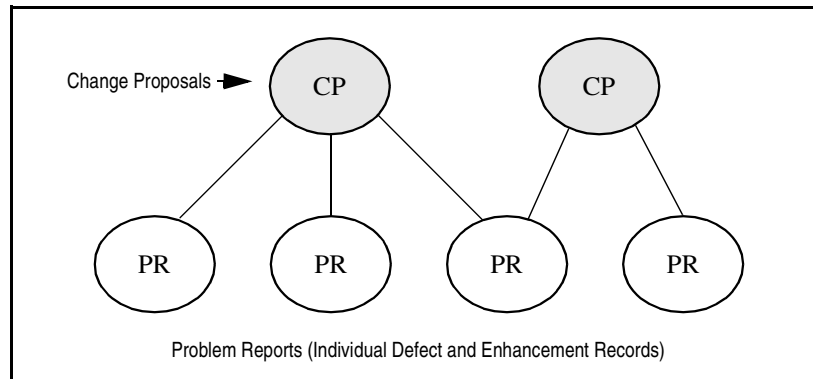 CP
CP
Change Proposals
PR
PR
PR
PR
Problem Reports (Individual Defect and Enhancement Records)